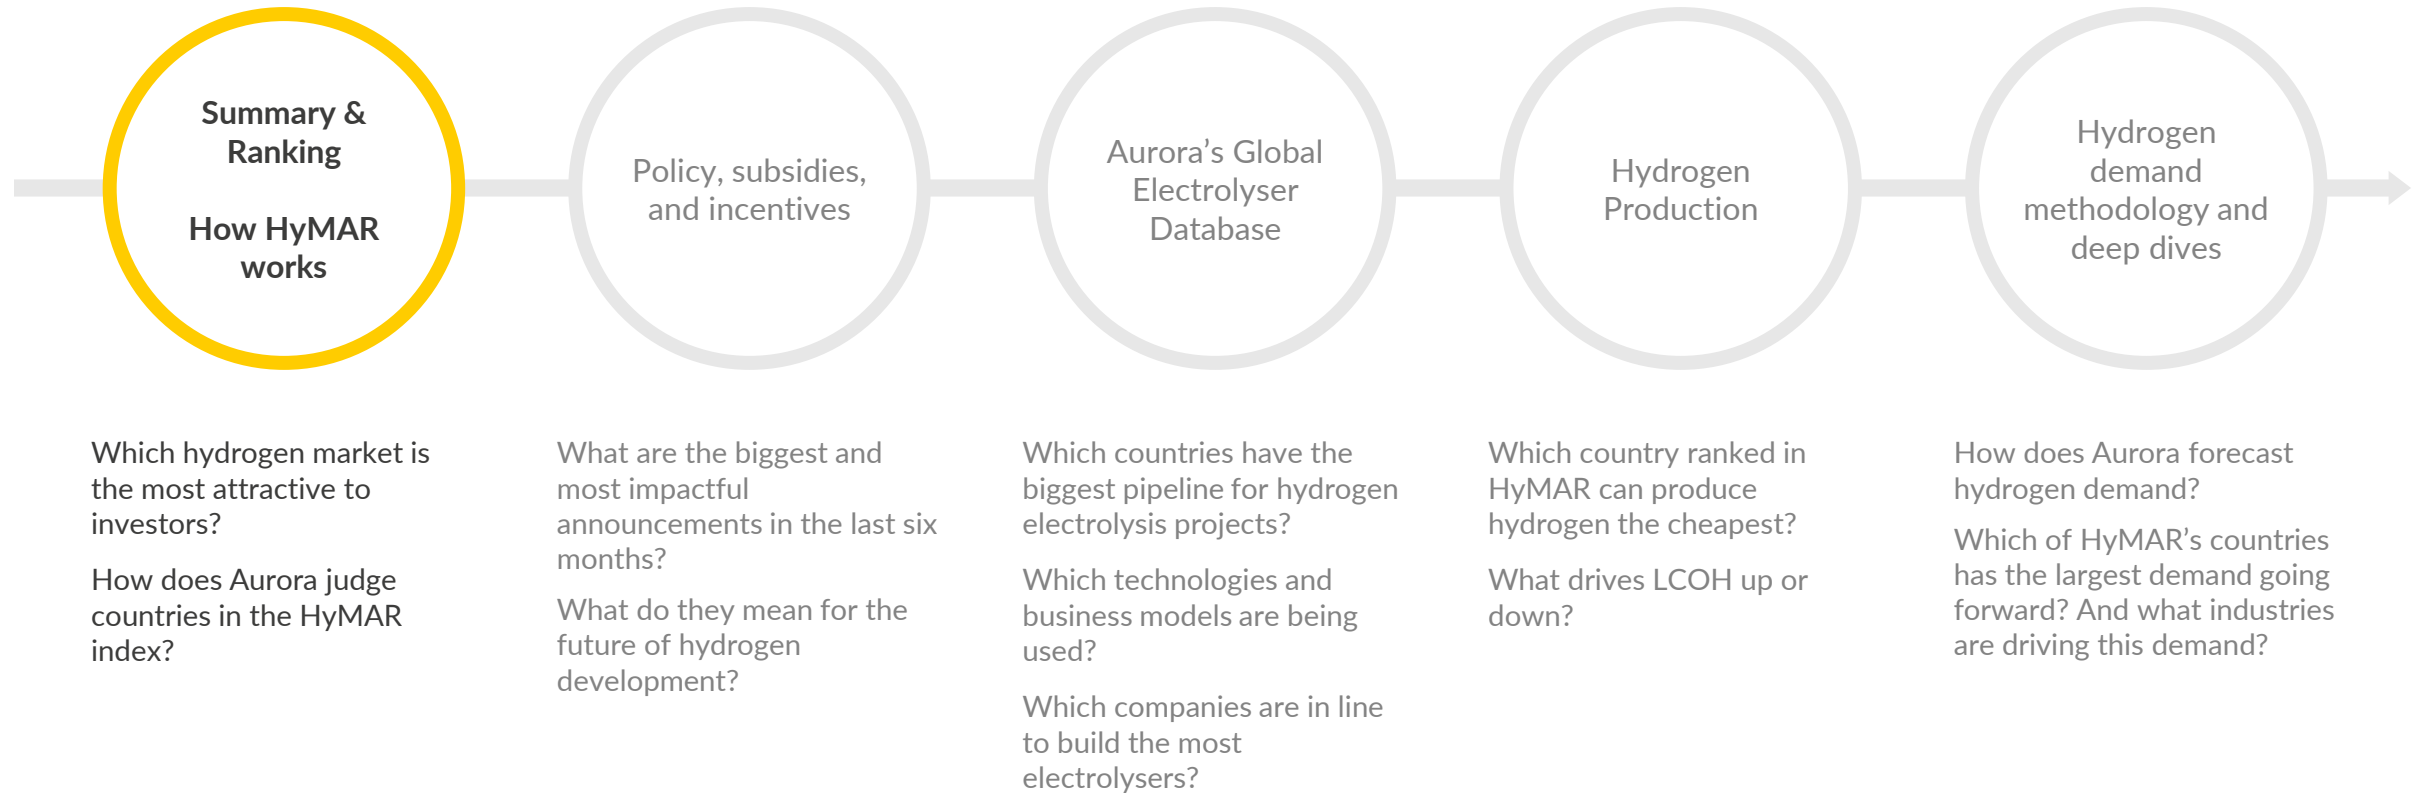 Summary &
Ranking
How HyMAR
works
Policy, subsidies,
and incentives
Aurora’s Global
Electrolyser
Database
Hydrogen
Production
Hydrogen
demand
methodology and
deep dives
Which hydrogen market is
the most attractive to
investors?
How does Aurora judge
countries in the HyMAR
index?
What are the biggest and
most impactful
announcements in the last six
months?
What do they mean for the
future of hydrogen
development?
Which countries have the
biggest pipeline for hydrogen
electrolysis projects?
Which technologies and
business models are being
used?
Which companies are in line
to build the most
electrolysers?
Which country ranked in
HyMAR can produce
hydrogen the cheapest?
What drives LCOH up or
down?
How does Aurora forecast
hydrogen demand?
Which of HyMAR’s countries
has the largest demand going
forward? And what industries
are driving this demand?